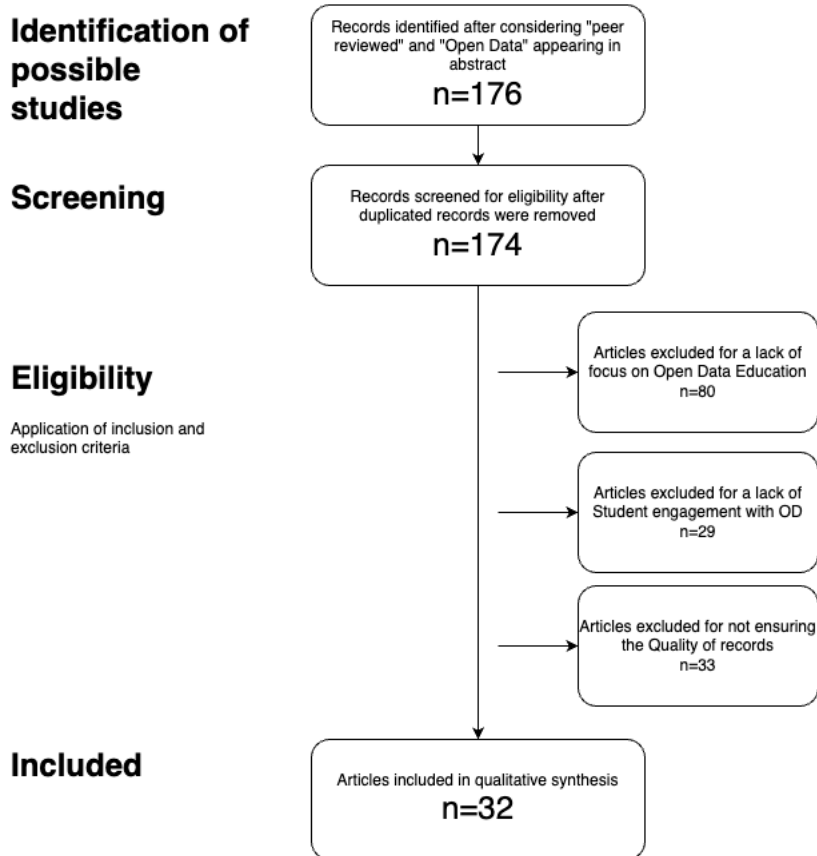 Identification of
possible
studies
Records identified after considering "peer
reviewed" and "Open Data" appearing in
abstract
n=176
Screening
Records screened for eligibility after
duplicated records were removed
n=174
Eligibility
Application of inclusion and
exclusion criteria
Articles excluded for a lack of
focus on Open Data Education
n=80
Articles excluded for a lack of
Student engagement with OD
n=29
Articles excluded for not ensuring
the Quality of records
n=33
Included
Articles included in qualitative synthesis
n=32